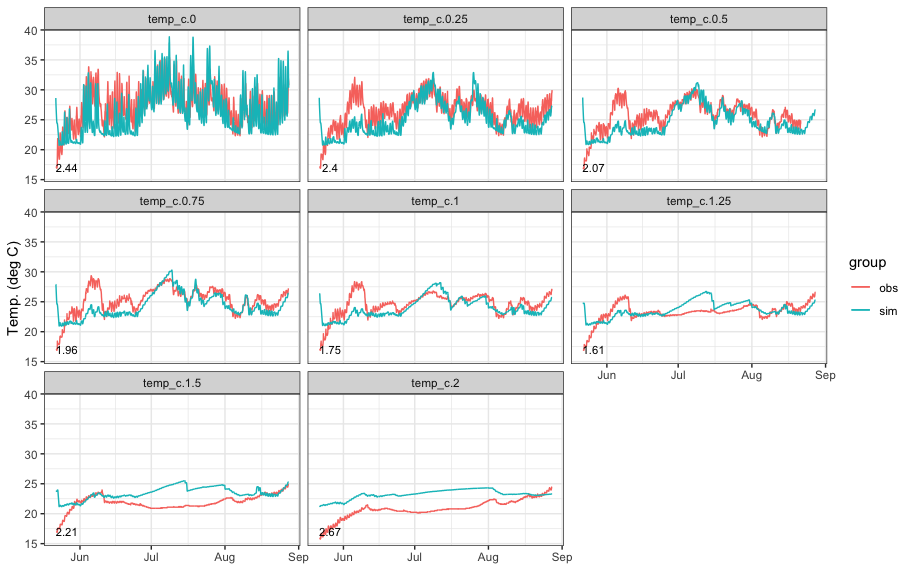 temp_c.0
temp_c.0.25
temp_c.0.5
40
35
30
25
20
15
2.44
2.4
2.07
temp_c.0.75
temp_c.1
temp_c.1.25
Temp. (deg C)
40
35
30
25
20
15
1.96
1.75
1.61
group
obs
sim
Jun
Jul
Aug
Sep
temp_c.1.5
temp_c.2
40
35
30
25
20
15
2.21
2.67
Jun
Jul
Aug
Sep
Jun
Jul
Aug
Sep